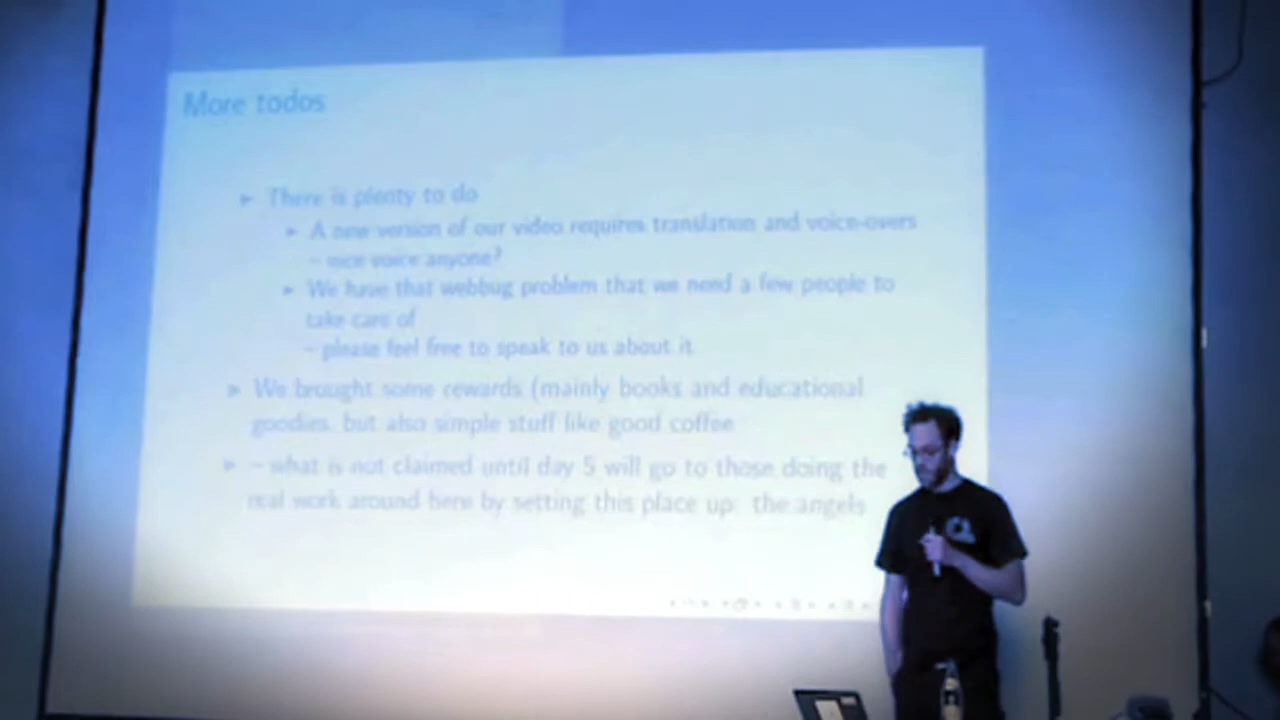 More todos
There is plenty to do
A new version of our video requires translation and voice-overs
– nice voice anyone?
We have that webbug problem that we need a few people to
take care of
– please feel free to speak to us about it
We brought some rewards (mainly books and educational
goodies, but also simple stuff like good coffee
– what is not claimed until day 5 will go to those doing the
real work around here by setting this place up: the angels